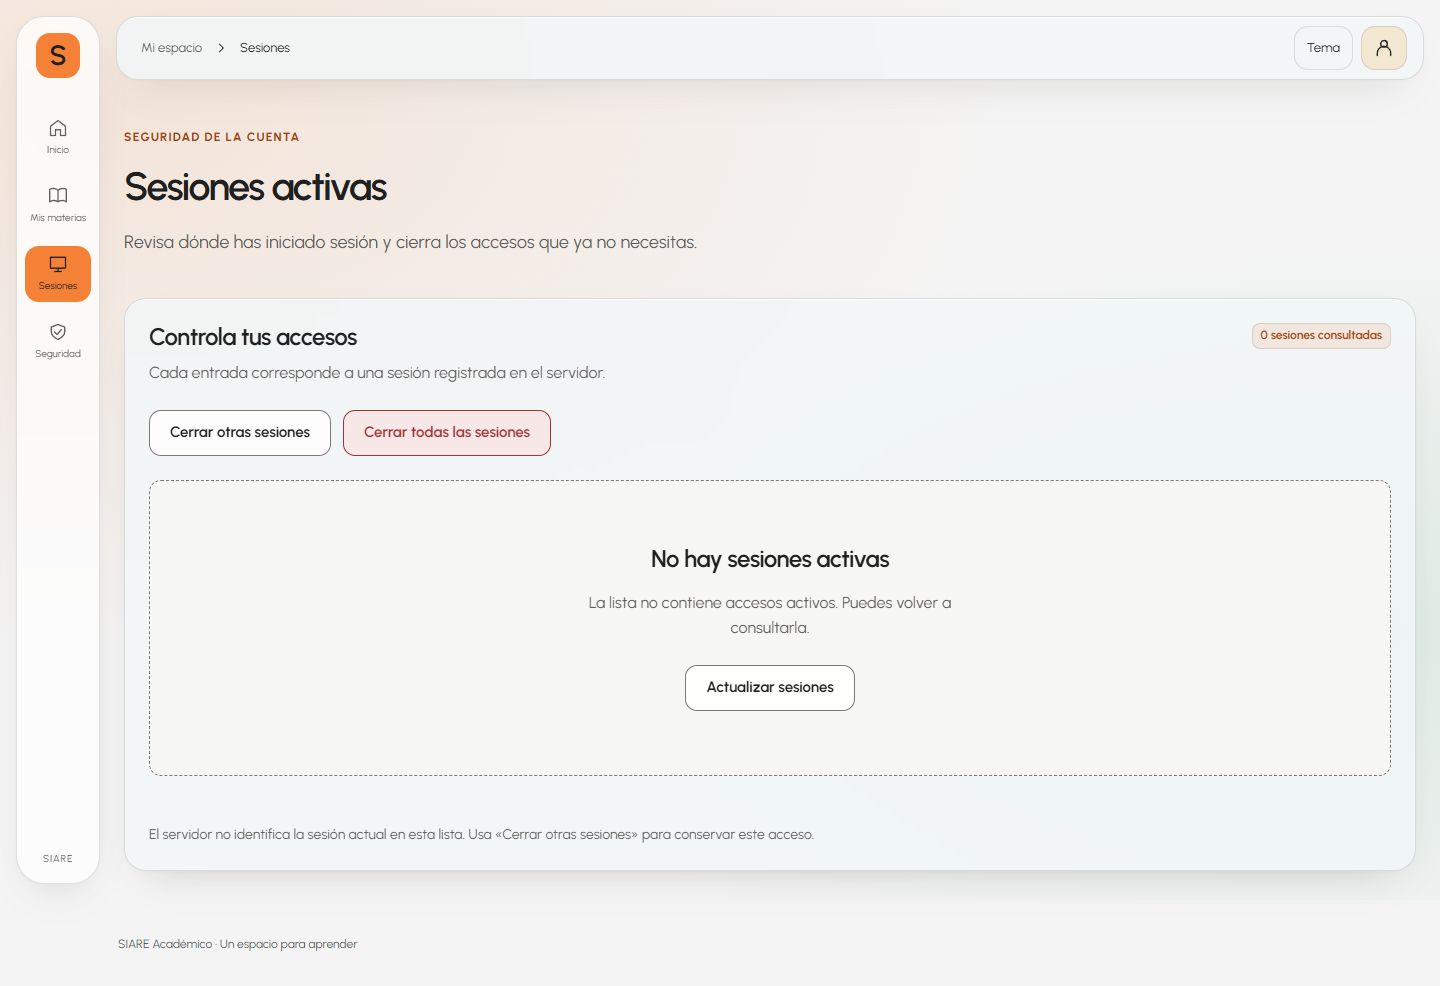 S
Mi espacio
Sesiones
Tema
Inicio
Mis materias
Sesiones
Seguridad
SIARE
SEGURIDAD DE LA CUENTA
Sesiones activas
Revisa dónde has iniciado sesión y cierra los accesos que ya no necesitas.
Controla tus accesos
0 sesiones consultadas
Cada entrada corresponde a una sesión registrada en el servidor.
Cerrar otras sesiones
Cerrar todas las sesiones
No hay sesiones activas
La lista no contiene accesos activos. Puedes volver a
consultarla.
Actualizar sesiones
El servidor no identifica la sesión actual en esta lista. Usa «Cerrar otras sesiones» para conservar este acceso.
SIARE Académico · Un espacio para aprender